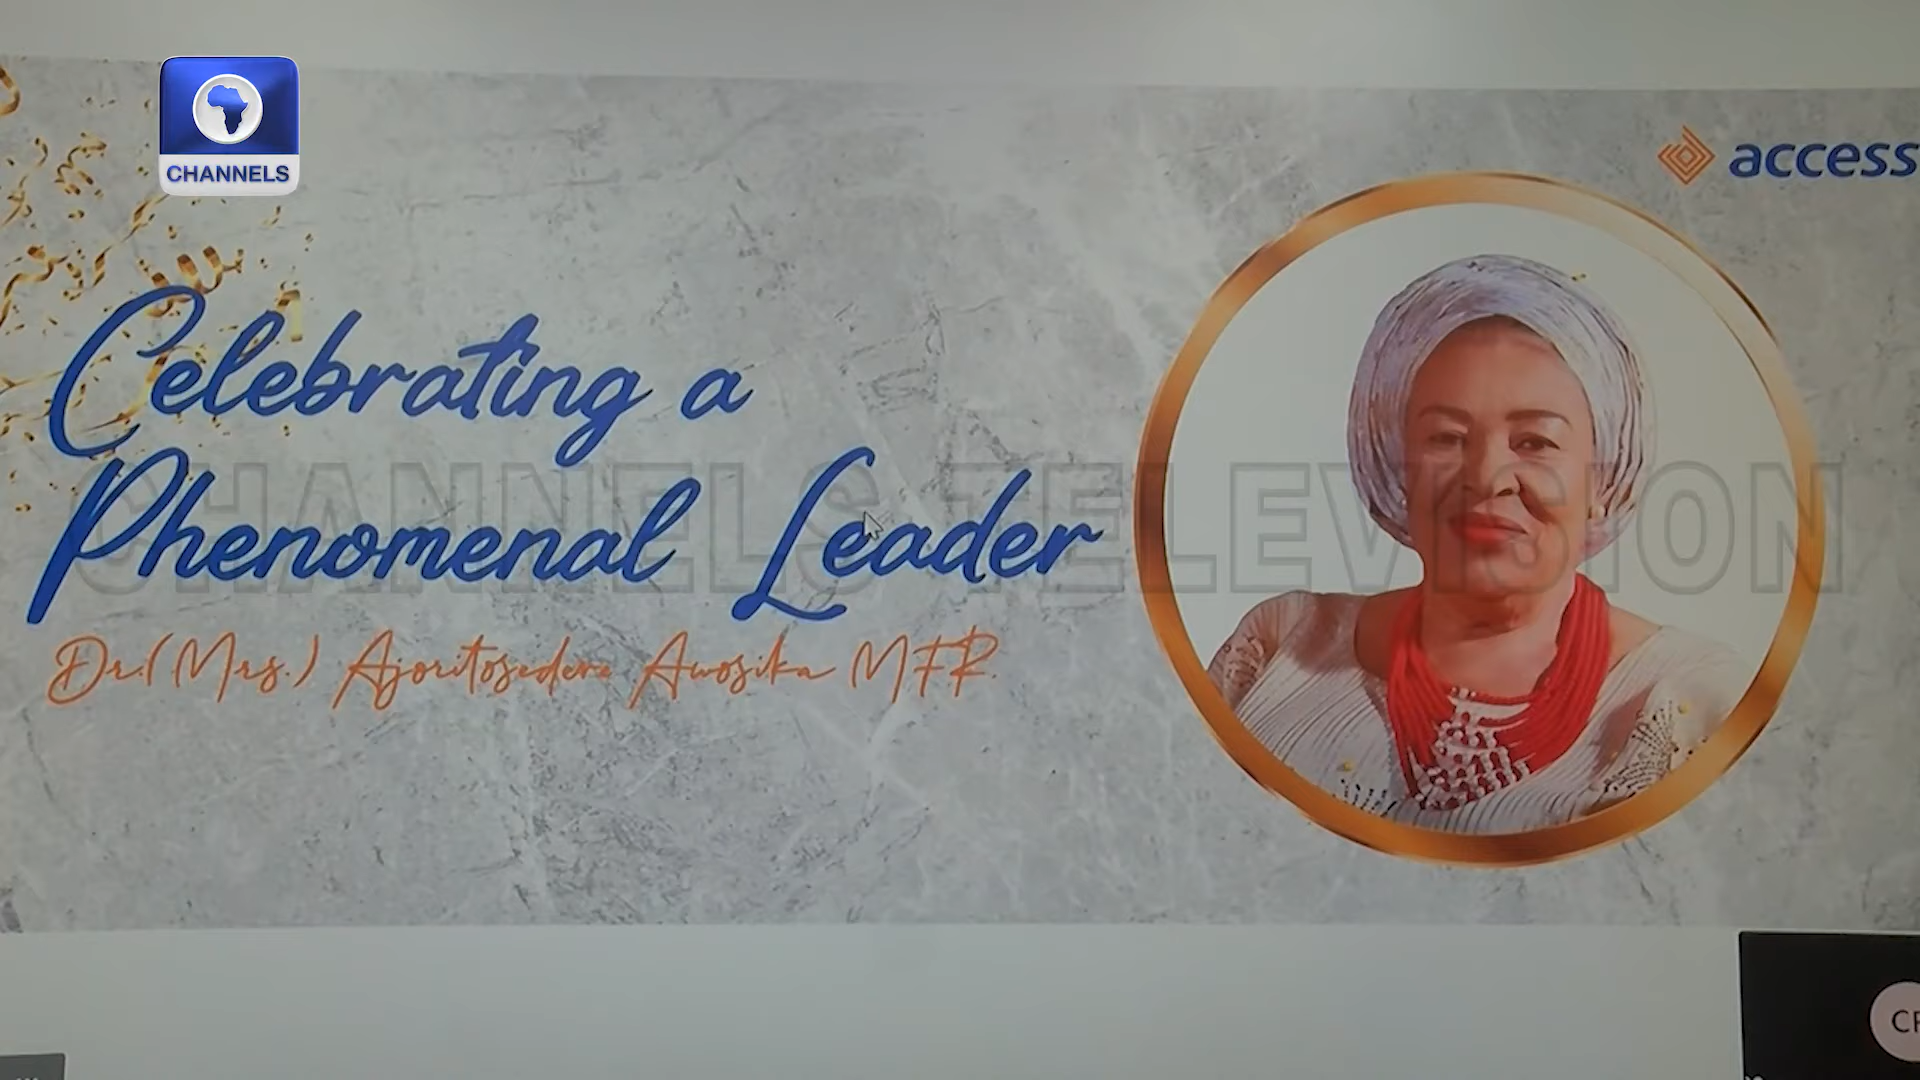 CHANNELS
access
Celebrating a
Phenomenal Leader
CHANNELS TELEVISION
Dr.(Mrs.) Ajoritsedere Awosika MFR.